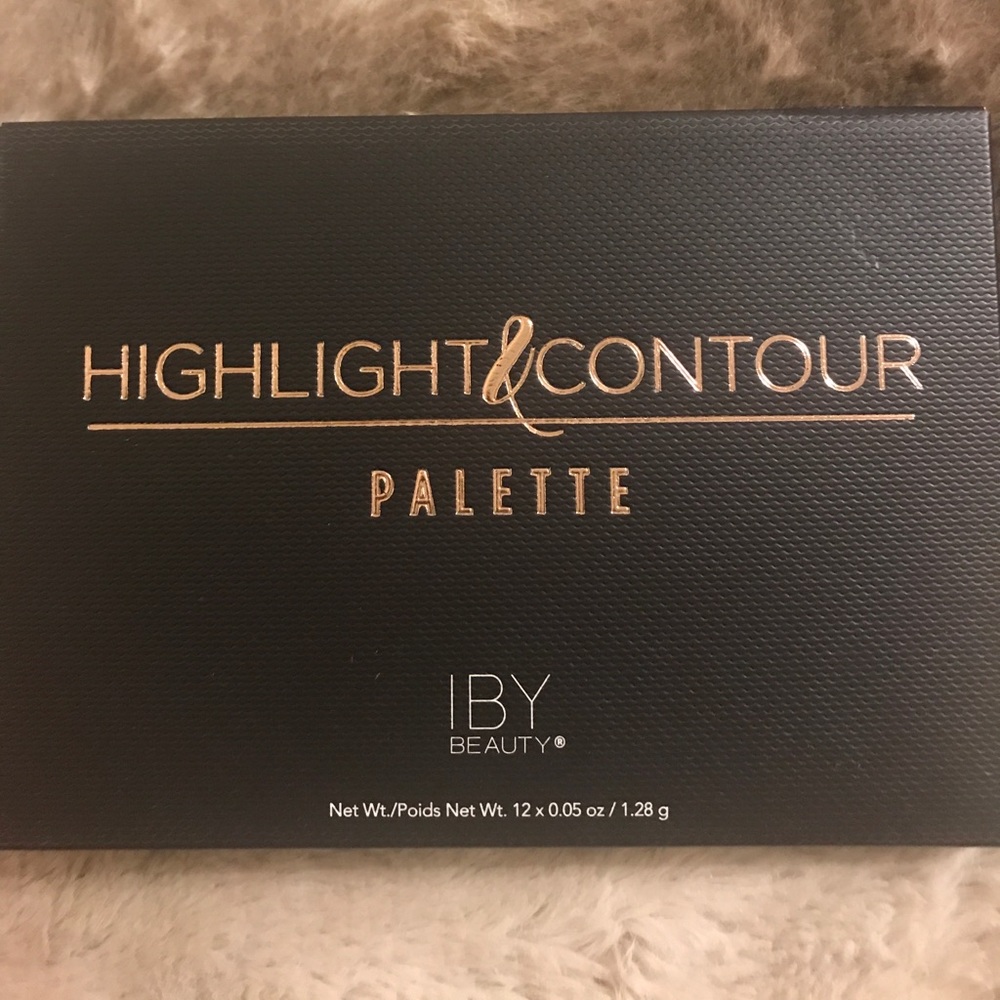 HIGHLIGHT & CONTOUR
PALETTE
IBY
BEAUTY®
Net Wt./Poids Net Wt. 12 x 0.05 oz / 1.28 g